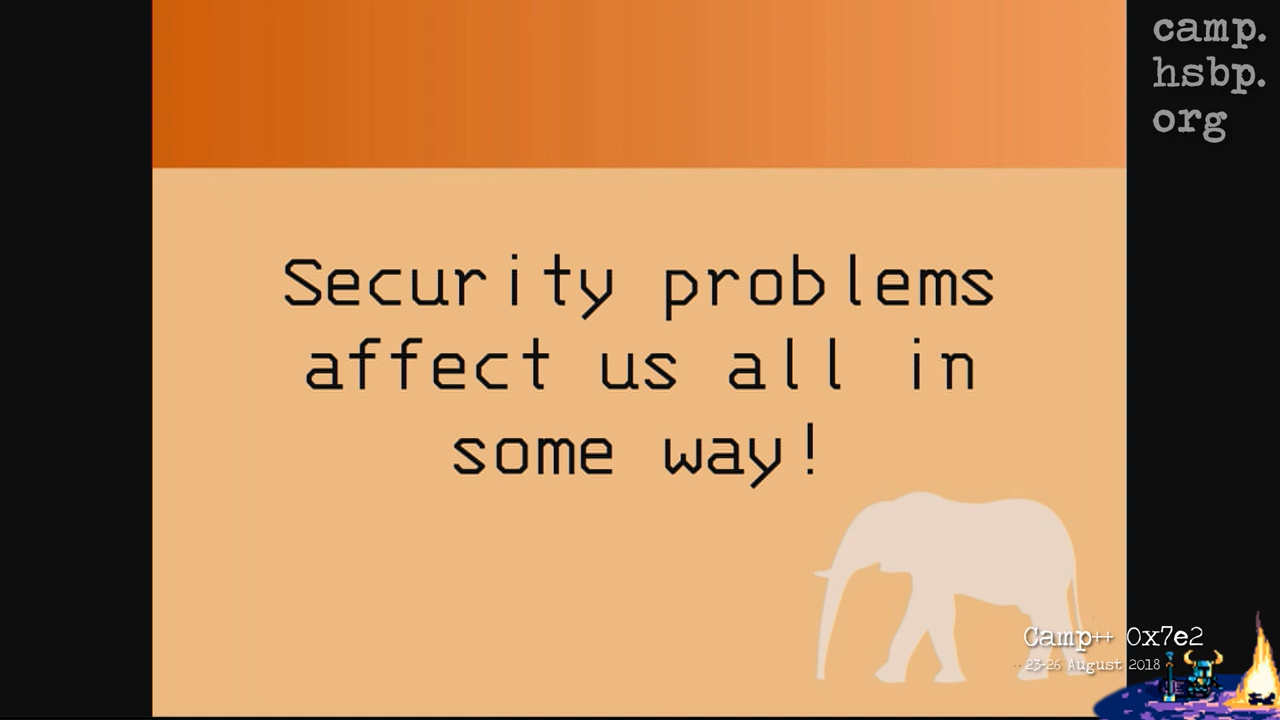 camp.
hsbp.
org
Security problems
affect us all in
some way!
Camp++ 0x7e2
23-26 August 2018